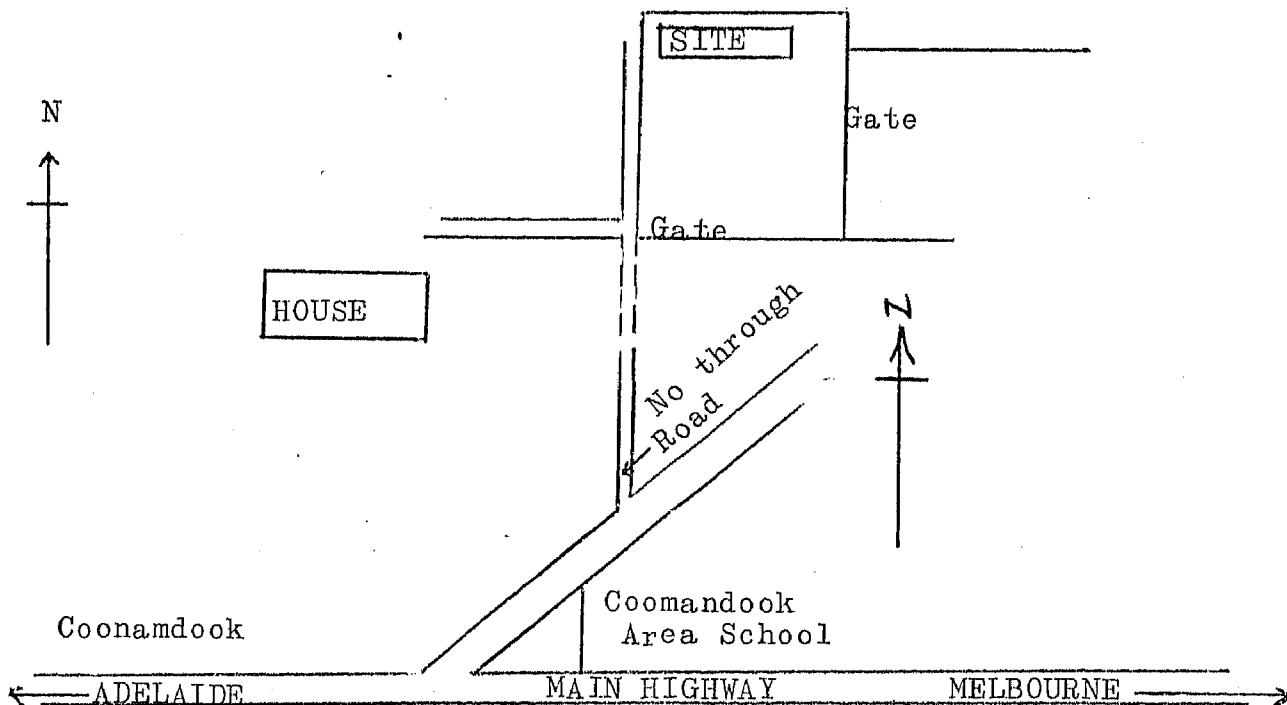 SITE
N
Gate
Gate
HOUSE
N
No through
Road
Coomandook
Area School
Coonamdook
ADELAIDE
MAIN HIGHWAY
MELBOURNE